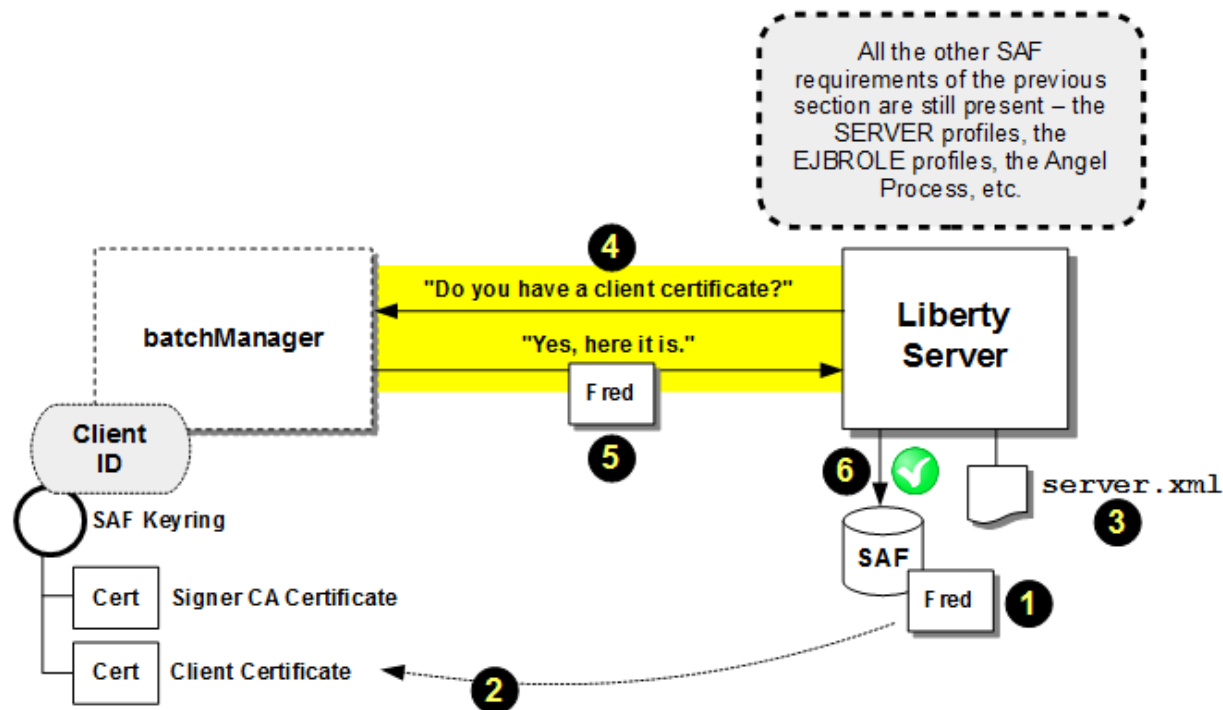 All the other SAF
requirements of the previous
section are still present – the
SERVER profiles, the
EJBROLE profiles, the Angel
Process, etc.
4
"Do you have a client certificate?"
batchManager
"Yes, here it is."
Liberty
Server
Fred
5
Client
ID
6
server.xml
3
SAF Keyring
SAF
Cert
Signer CA Certificate
Fred
1
Cert
Client Certificate
2